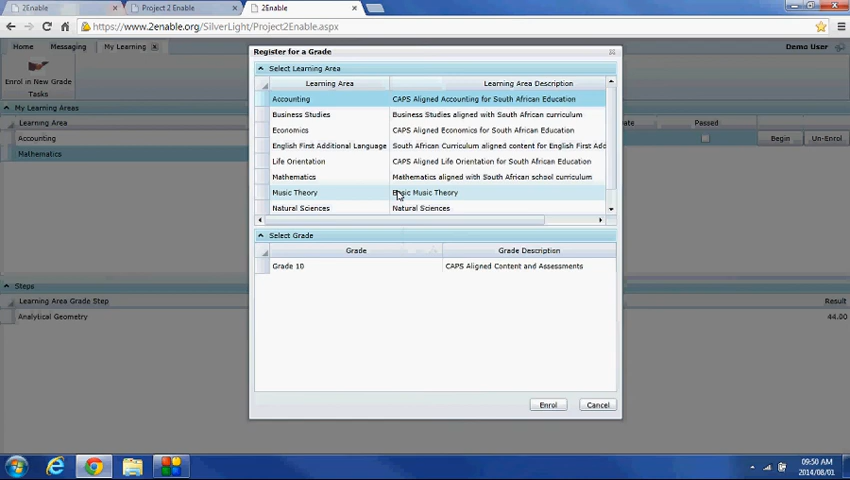 2Enable
Project 2 Enable
2Enable
https://www.2enable.org/SilverLight/Project2Enable.aspx
Home Messaging My Learning
Demo User
Enrol in New Grade
Tasks
My Learning Areas
Learning Area
Passed
Accounting
Begin Un-Enrol
Mathematics
Steps
Learning Area Grade Step
Result
Analytical Geometry
44.00
Register for a Grade
Select Learning Area
Learning Area Learning Area Description
Accounting CAPS Aligned Accounting for South African Education
Business Studies Business Studies aligned with South African curriculum
Economics CAPS Aligned Economics for South African Education
English First Additional Language South African Curriculum aligned content for English First Add
Life Orientation CAPS Aligned Life Orientation for South African Education
Mathematics Mathematics aligned with South African school curriculum
Music Theory Basic Music Theory
Natural Sciences Natural Sciences
Select Grade
Grade Grade Description
Grade 10 CAPS Aligned Content and Assessments
Enrol Cancel
09:50 AM
2014/08/01